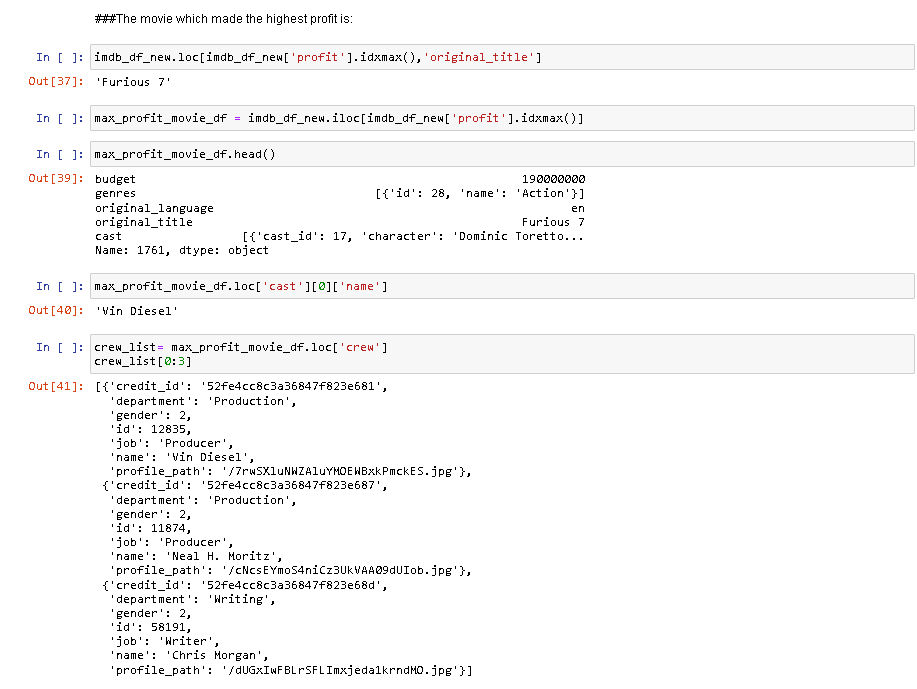 ###The movie which made the highest profit is:
In [ ]: imdb_df_new.loc[imdb_df_new['profit'].idxmax(),'original_title']
Out[37]: 'Furious 7'
In [ ]: max_profit_movie_df = imdb_df_new.iloc[imdb_df_new['profit'].idxmax()]
In [ ]: max_profit_movie_df.head()
Out[39]: budget 190000000
genres [{'id': 28, 'name': 'Action'}]
original_language en
original_title Furious 7
cast [{'cast_id': 17, 'character': 'Dominic Toretto...
Name: 1761, dtype: object
In [ ]: max_profit_movie_df.loc['cast'][0]['name']
Out[40]: 'Vin Diesel'
In [ ]: crew_list= max_profit_movie_df.loc['crew']
crew_list[0:3]
Out[41]: [{'credit_id': '52fe4cc8c3a36847f823e681',
'department': 'Production',
'gender': 2,
'id': 12835,
'job': 'Producer',
'name': 'Vin Diesel',
'profile_path': '/7rwSXluNWZAluYMOEWBxkPmckES.jpg'},
{'credit_id': '52fe4cc8c3a36847f823e687',
'department': 'Production',
'gender': 2,
'id': 11874,
'job': 'Producer',
'name': 'Neal H. Moritz',
'profile_path': '/cNcsEYmoS4niCz3UkVAA09dUIob.jpg'},
{'credit_id': '52fe4cc8c3a36847f823e68d',
'department': 'Writing',
'gender': 2,
'id': 58191,
'job': 'Writer',
'name': 'Chris Morgan',
'profile_path': '/dUGxIwFBLrSFLImxjeda1krndMO.jpg'}]